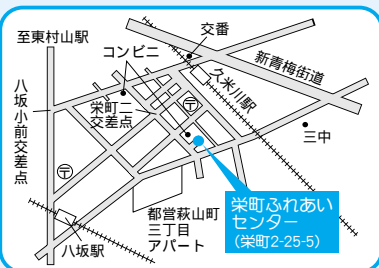 至東村山駅
交番
コンビニ
新青梅街道
久米川駅
八坂小前交差点
栄町二
交差点
〒
三中
〒
栄町ふれあい
センター
(栄町2-25-5)
都営萩山町
三丁目
アパート
八坂駅